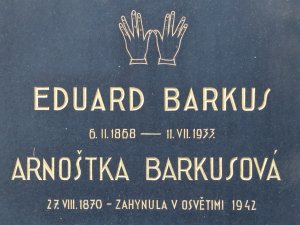 EDUARD BARKUS
6. II. 1868 — 11. VII. 1933
ARNOŠTKA BARKUSOVÁ
27. VIII. 1870 - ZAHYNULA V OSVĚTIMI 1942